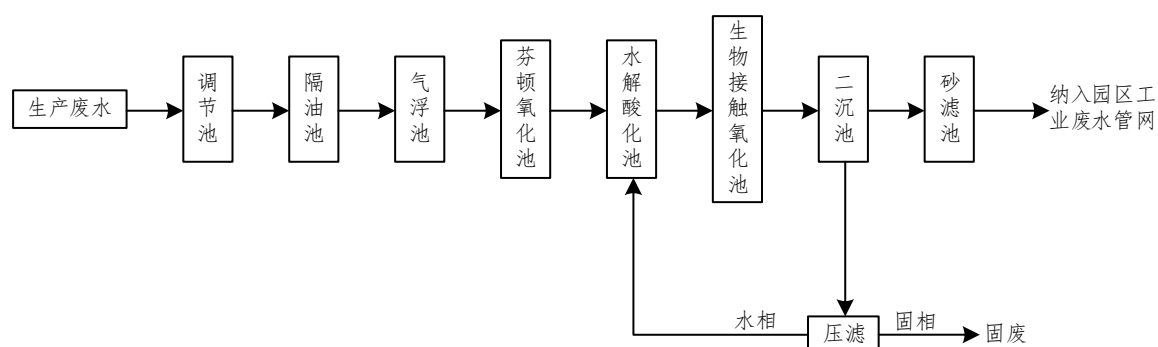 生产废水
调节池
隔油池
气浮池
芬顿氧化池
水解酸化池
生物接触氧化池
二沉池
砂滤池
纳入园区工
业废水管网
水相
压滤
固相
固废